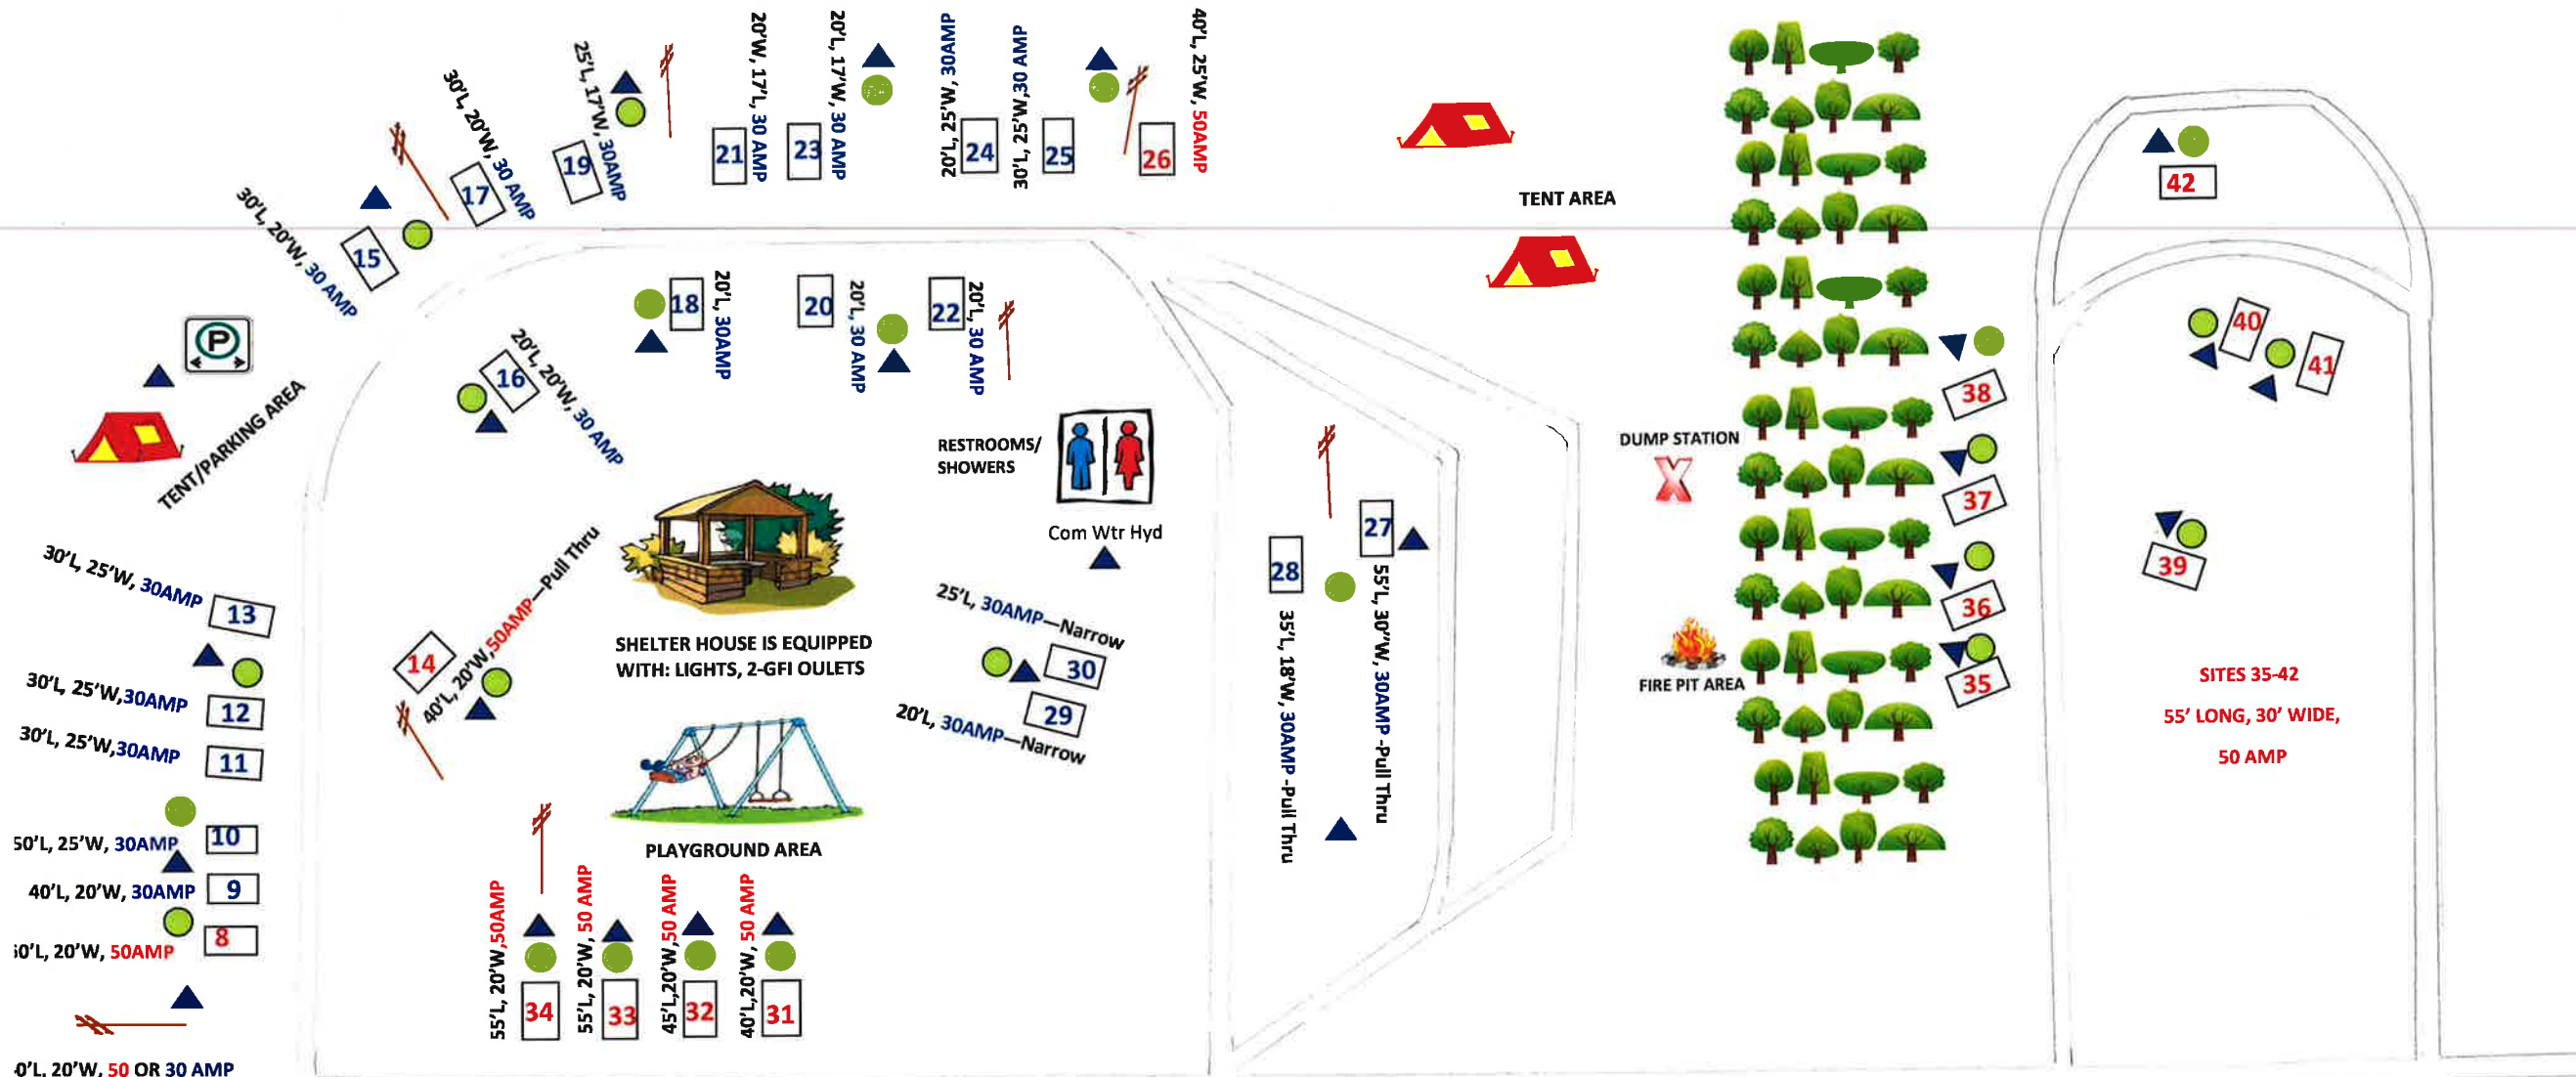 20'W, 17'L, 30 AMP
21
20'L, 17'W, 30 AMP
23
20'L, 25'W, 30AMP
24
30'L, 25'W,30 AMP
25
40'L, 25'W, 50AMP
26
25'L, 17'W, 30AMP
19
30'L, 20'W, 30 AMP
17
30'L, 20'W, 30 AMP
15
TENT AREA
42
18
20'L, 30AMP
20
20'L, 30 AMP
22
20'L, 30 AMP
P
TENT/PARKING AREA
16
20'L, 20'W, 30 AMP
40
41
38
RESTROOMS/
SHOWERS
Com Wtr Hyd
DUMP STATION
X
37
27
55'L, 30''W, 30AMP -Pull Thru
28
35'L, 18'W, 30AMP -Pull Thru
39
36
30'L, 25'W, 30AMP
13
14
40'L, 20'W,50AMP—Pull Thru
SHELTER HOUSE IS EQUIPPED
WITH: LIGHTS, 2-GFI OULETS
25'L, 30AMP—Narrow
30
29
20'L, 30AMP—Narrow
FIRE PIT AREA
35
SITES 35-42
55' LONG, 30' WIDE,
50 AMP
30'L, 25'W,30AMP
12
30'L, 25'W,30AMP
11
PLAYGROUND AREA
50'L, 25'W, 30AMP
10
40'L, 20'W, 30AMP
9
0'L, 20'W, 50AMP
8
55'L, 20'W,50AMP
34
55'L, 20'W, 50 AMP
33
45'L,20'W,50 AMP
32
40'L,20'W, 50 AMP
31
0'L, 20'W, 50 OR 30 AMP